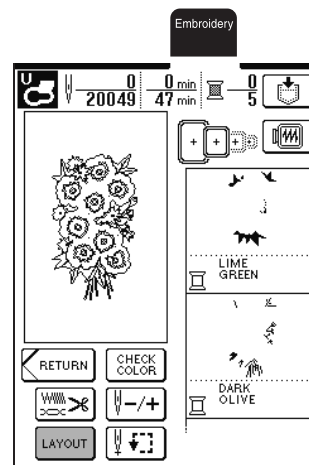 Embroidery
U
0 0 min 0
20049 47 min 5
LIME
GREEN
RETURN
CHECK
COLOR
DARK
OLIVE
-/+
LAYOUT